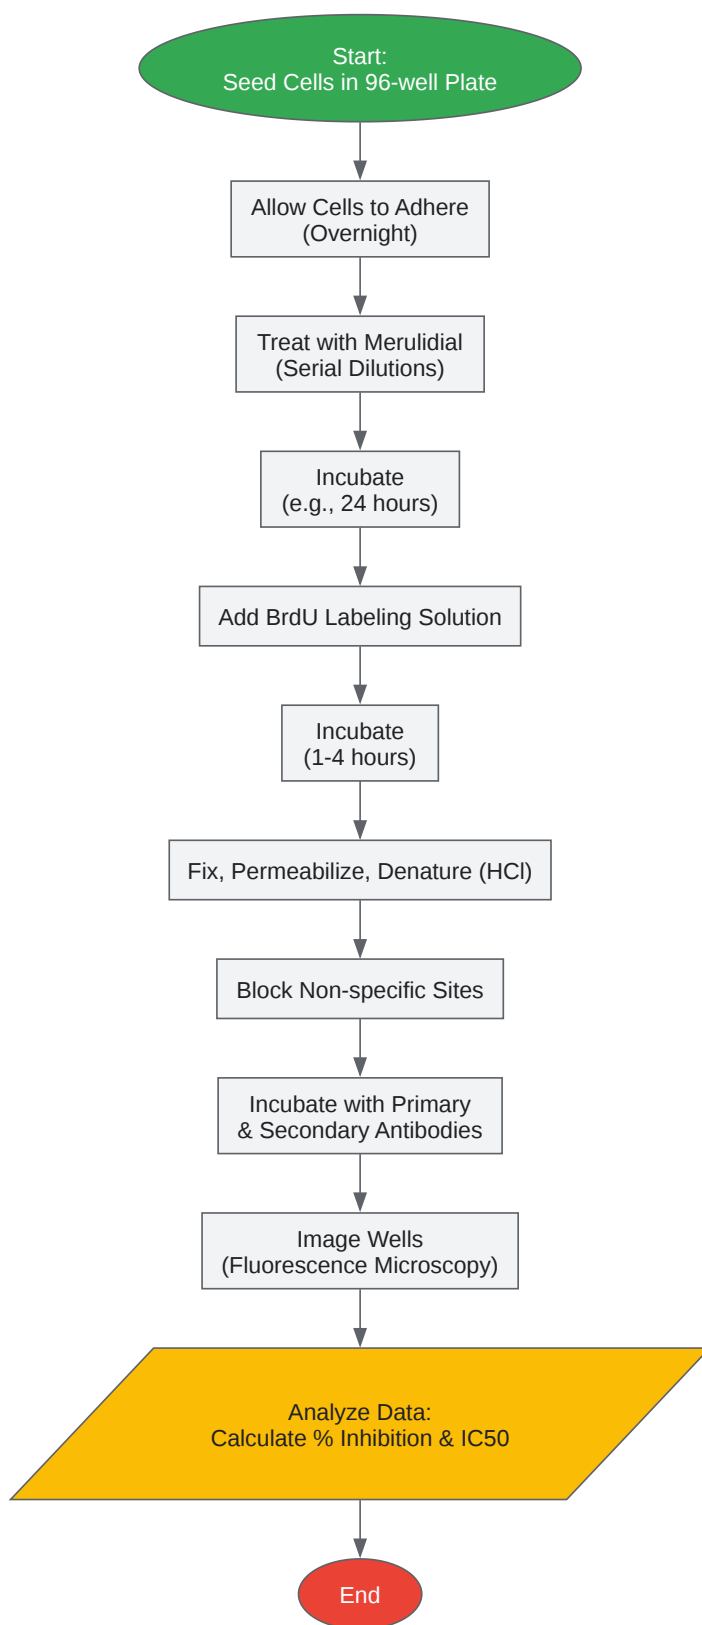 Start:
Seed Cells in 96-well Plate
Allow Cells to Adhere
(Overnight)
Treat with Merulidial
(Serial Dilutions)
Incubate
(e.g., 24 hours)
Add BrdU Labeling Solution
Incubate
(1-4 hours)
Fix, Permeabilize, Denature (HCl)
Block Non-specific Sites
Incubate with Primary
& Secondary Antibodies
Image Wells
(Fluorescence Microscopy)
Analyze Data:
Calculate % Inhibition & IC50
End